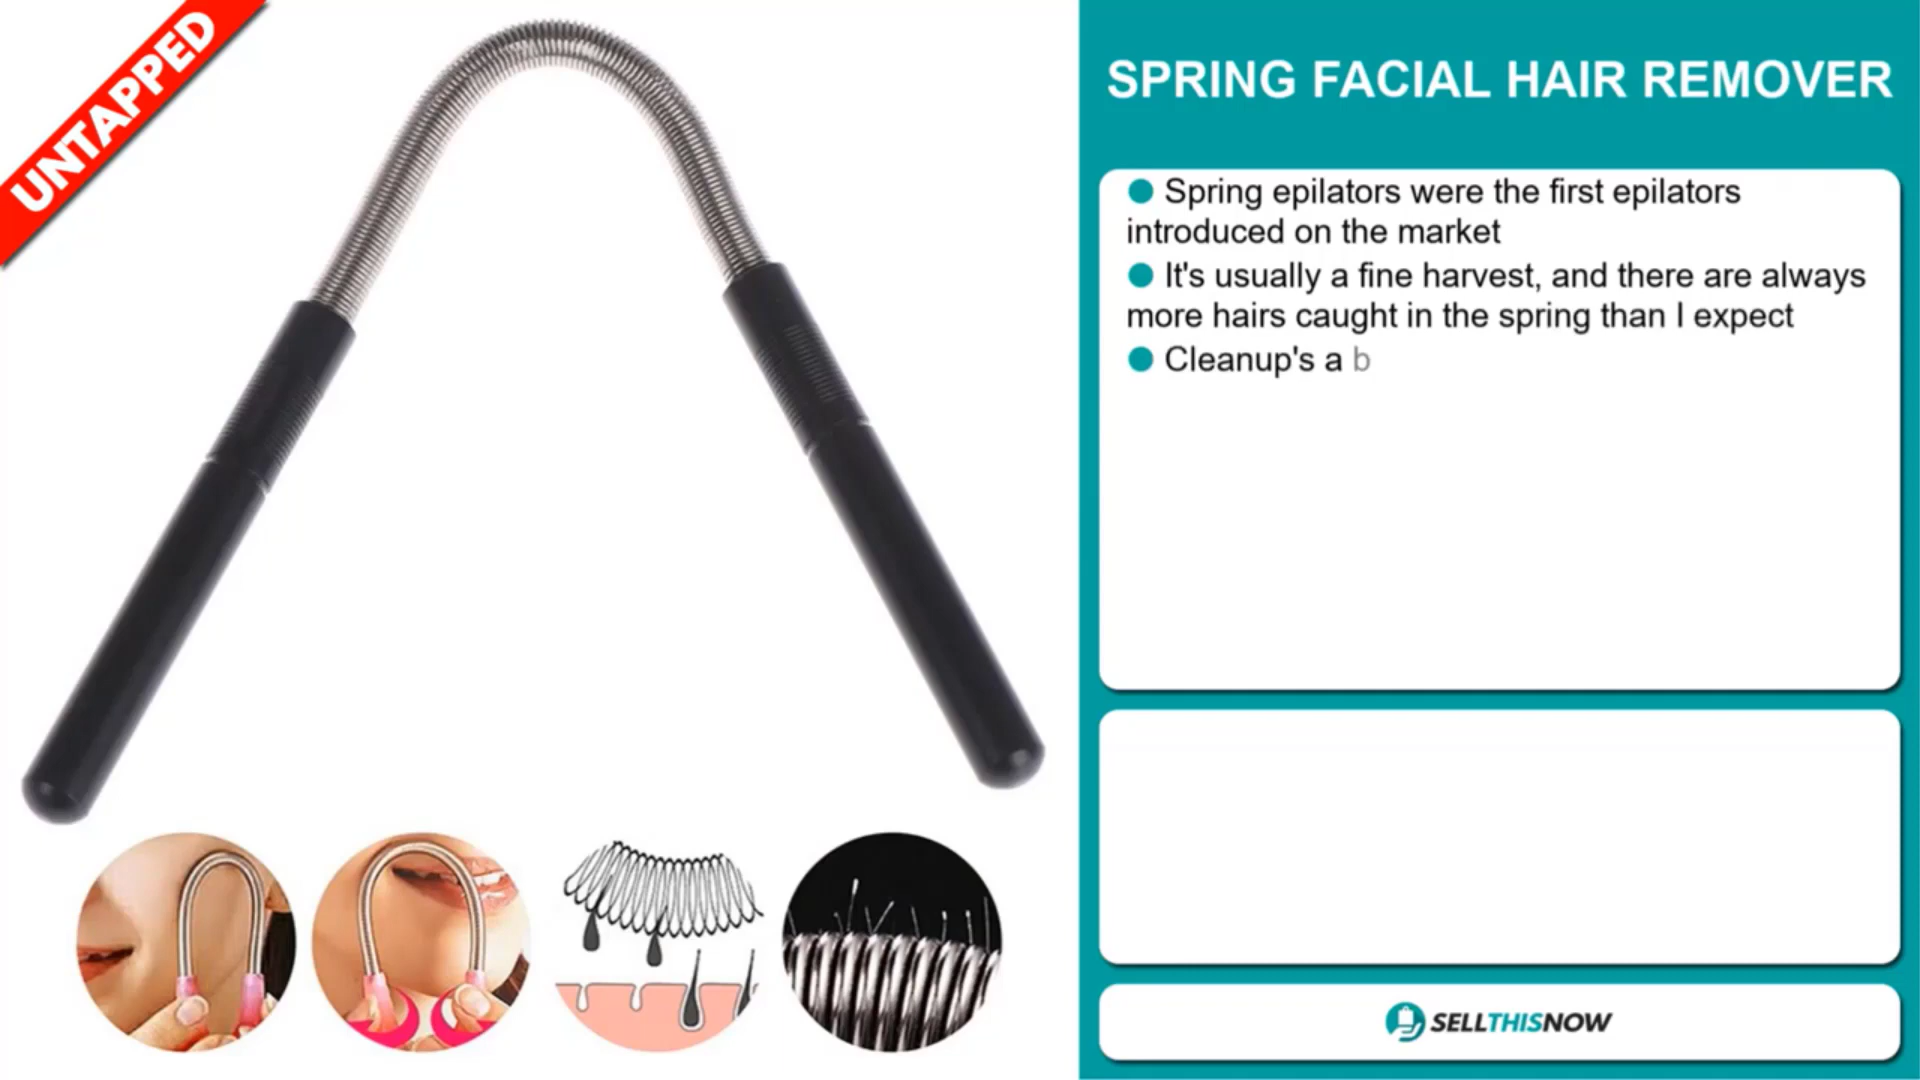 UNTAPPED
SPRING FACIAL HAIR REMOVER
Spring epilators were the first epilators
introduced on the market
It's usually a fine harvest, and there are always
more hairs caught in the spring than I expect
Cleanup's a b
SELLTHISNOW